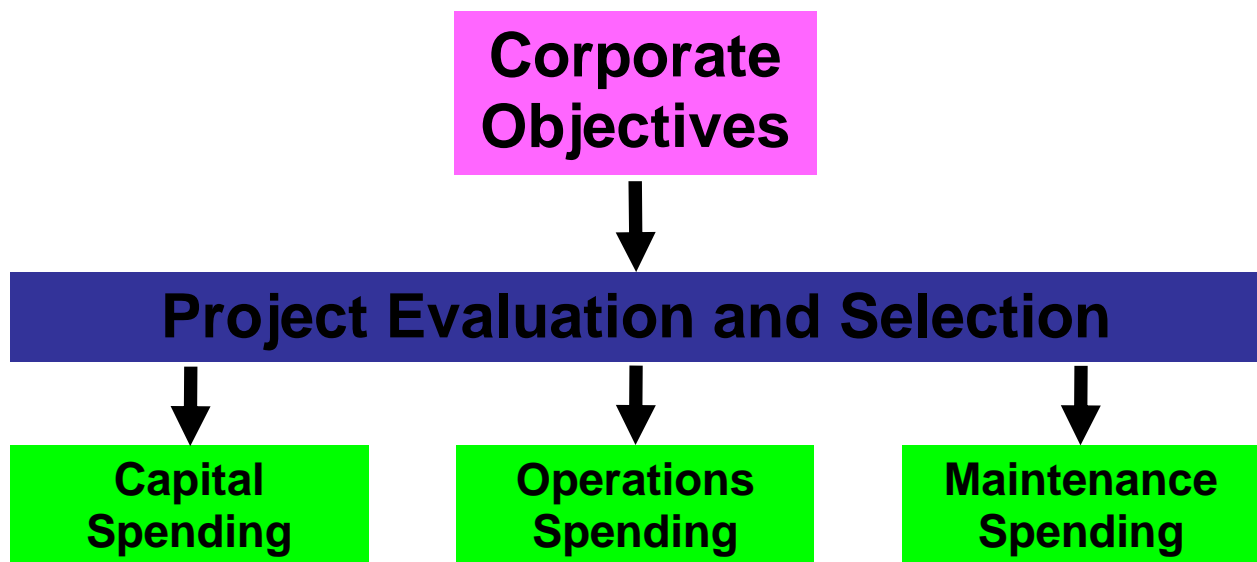 Corporate
Objectives
Project Evaluation and Selection
Capital
Spending
Operations
Spending
Maintenance
Spending